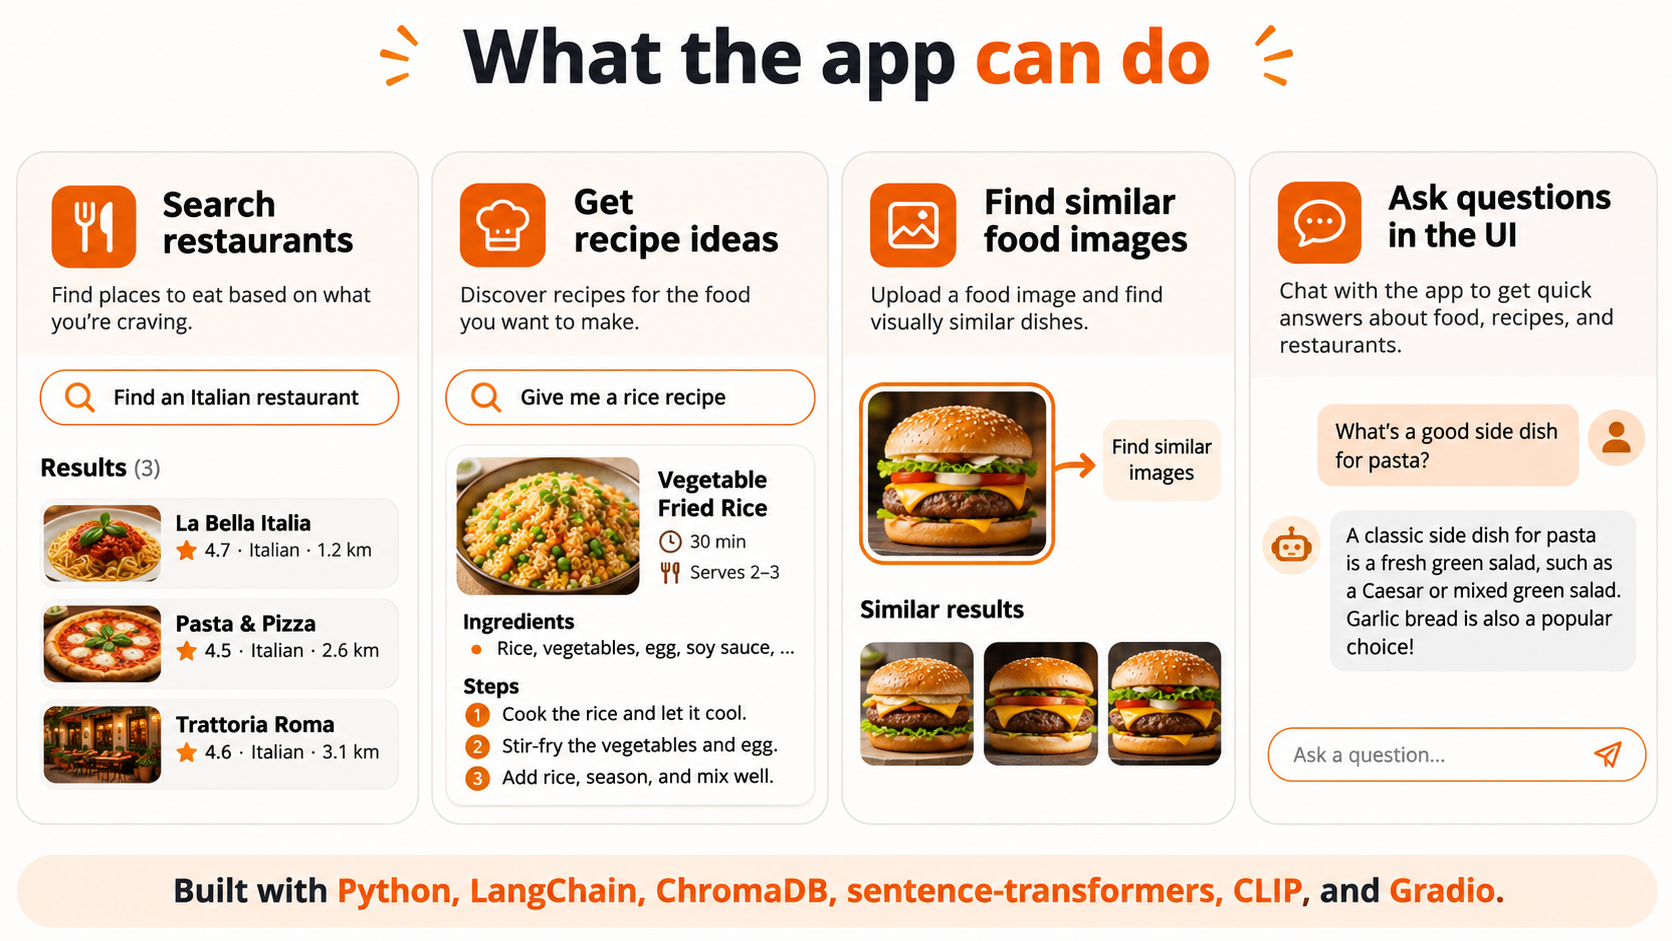 What the app can do
Search
restaurants
Find places to eat based on what
you're craving.
Find an Italian restaurant
Results (3)
La Bella Italia
4.7 · Italian · 1.2 km
Pasta & Pizza
4.5 · Italian · 2.6 km
Trattoria Roma
4.6 · Italian · 3.1 km
Get
recipe ideas
Discover recipes for the food
you want to make.
Give me a rice recipe
Vegetable
Fried Rice
30 min
Serves 2–3
Ingredients
Rice, vegetables, egg, soy sauce, ...
Steps
1 Cook the rice and let it cool.
2 Stir-fry the vegetables and egg.
3 Add rice, season, and mix well.
Find similar
food images
Upload a food image and find
visually similar dishes.
Find similar
images
Similar results
Ask questions
in the UI
Chat with the app to get quick
answers about food, recipes, and
restaurants.
What's a good side dish
for pasta?
A classic side dish for pasta
is a fresh green salad, such as
a Caesar or mixed green salad.
Garlic bread is also a popular
choice!
Ask a question...
Built with Python, LangChain, ChromaDB, sentence-transformers, CLIP, and Gradio.